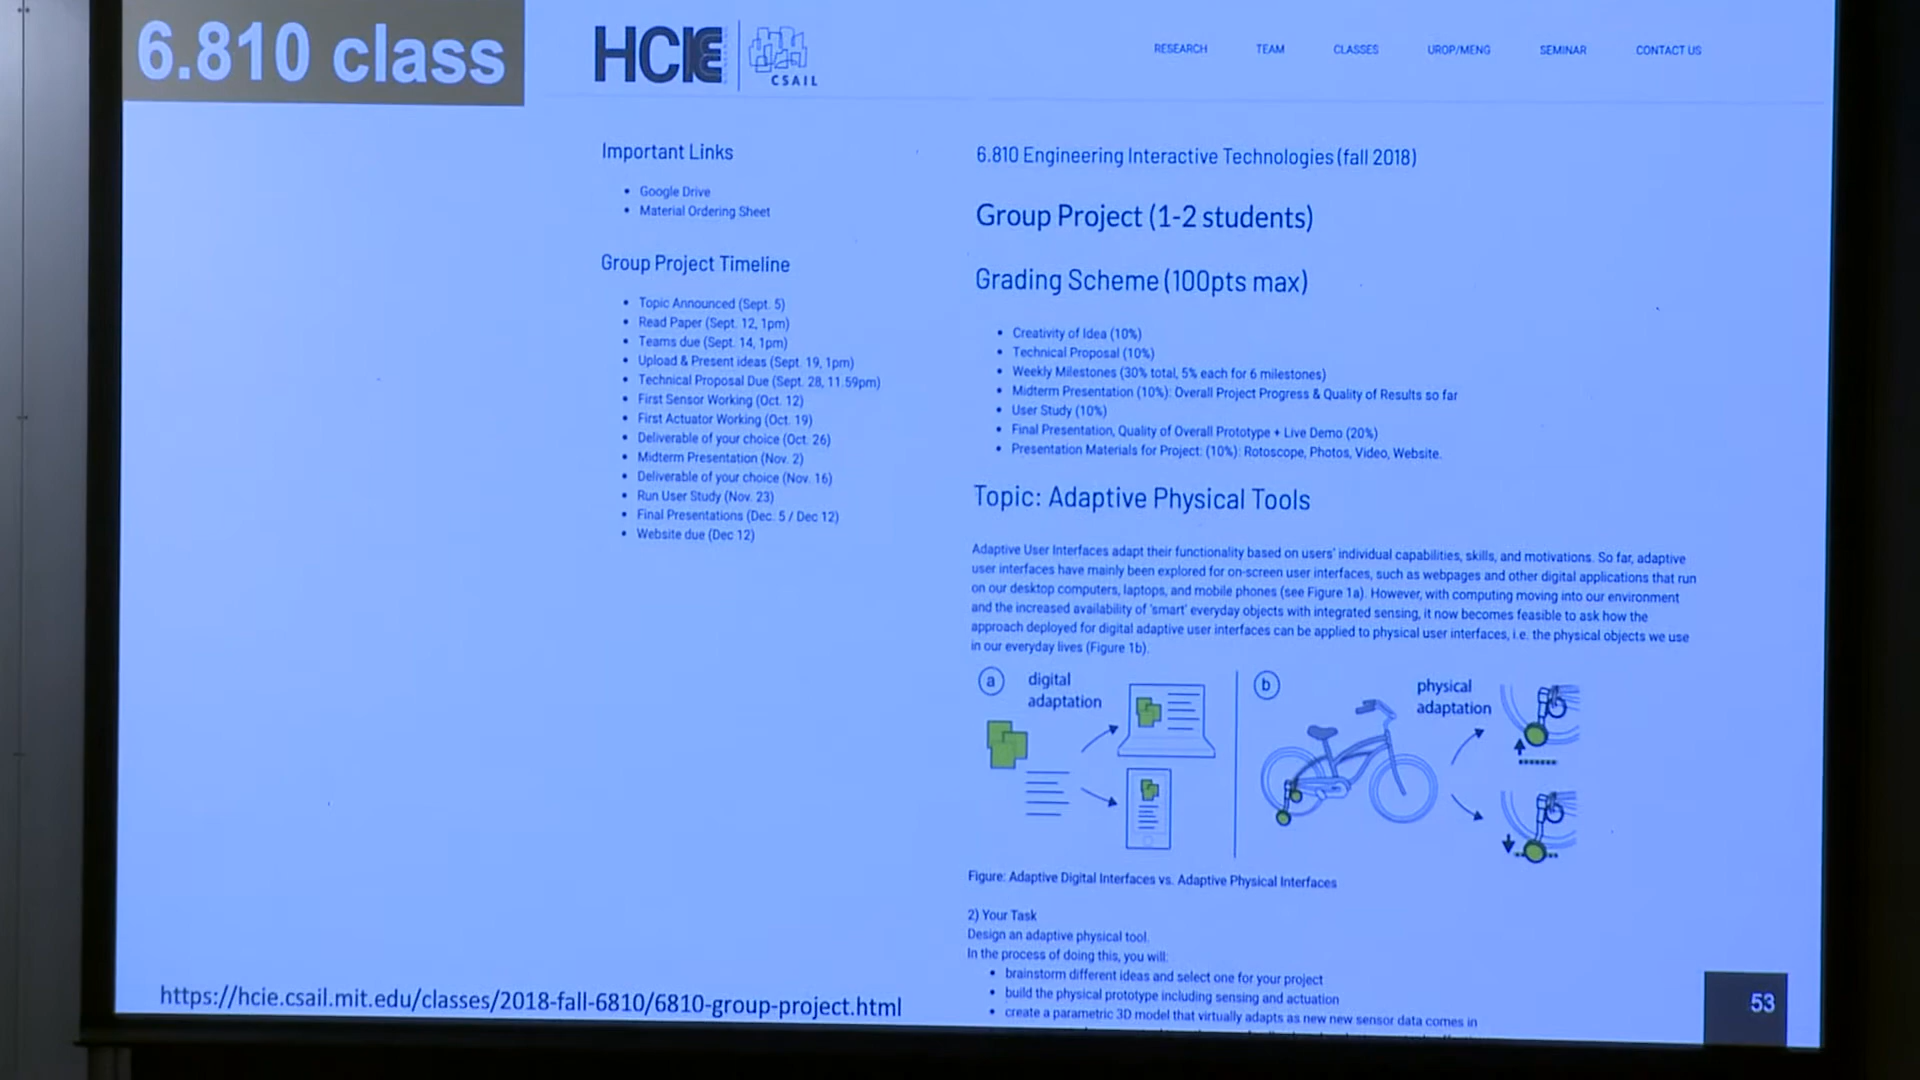 6.810 class
HCIE
CSAIL
RESEARCH TEAM CLASSES UROP/MENG SEMINAR CONTACT US
Important Links
• Google Drive
• Material Ordering Sheet
Group Project Timeline
• Topic Announced (Sept. 5)
• Read Paper (Sept. 12, 1pm)
• Teams due (Sept. 14, 1pm)
• Upload & Present ideas (Sept. 19, 1pm)
• Technical Proposal Due (Sept. 28, 11.59pm)
• First Sensor Working (Oct. 12)
• First Actuator Working (Oct. 19)
• Deliverable of your choice (Oct. 26)
• Midterm Presentation (Nov. 2)
• Deliverable of your choice (Nov. 16)
• Run User Study (Nov. 23)
• Final Presentations (Dec. 5 / Dec 12)
• Website due (Dec 12)
6.810 Engineering Interactive Technologies (fall 2018)
Group Project (1-2 students)
Grading Scheme (100pts max)
• Creativity of Idea (10%)
• Technical Proposal (10%)
• Weekly Milestones (30% total, 5% each for 6 milestones)
• Midterm Presentation (10%): Overall Project Progress & Quality of Results so far
• User Study (10%)
• Final Presentation, Quality of Overall Prototype + Live Demo (20%)
• Presentation Materials for Project: (10%): Rotoscope, Photos, Video, Website.
Topic: Adaptive Physical Tools
Adaptive User Interfaces adapt their functionality based on users' individual capabilities, skills, and motivations. So far, adaptive
user interfaces have mainly been explored for on-screen user interfaces, such as webpages and other digital applications that run
on our desktop computers, laptops, and mobile phones (see Figure 1a). However, with computing moving into our environment
and the increased availability of 'smart' everyday objects with integrated sensing, it now becomes feasible to ask how the
approach deployed for digital adaptive user interfaces can be applied to physical user interfaces, i.e. the physical objects we use
in our everyday lives (Figure 1b).
a digital
adaptation
b physical
adaptation
Figure: Adaptive Digital Interfaces vs. Adaptive Physical Interfaces
2) Your Task
Design an adaptive physical tool.
In the process of doing this, you will:
• brainstorm different ideas and select one for your project
• build the physical prototype including sensing and actuation
• create a parametric 3D model that virtually adapts as new new sensor data comes in
https://hcie.csail.mit.edu/classes/2018-fall-6810/6810-group-project.html
53